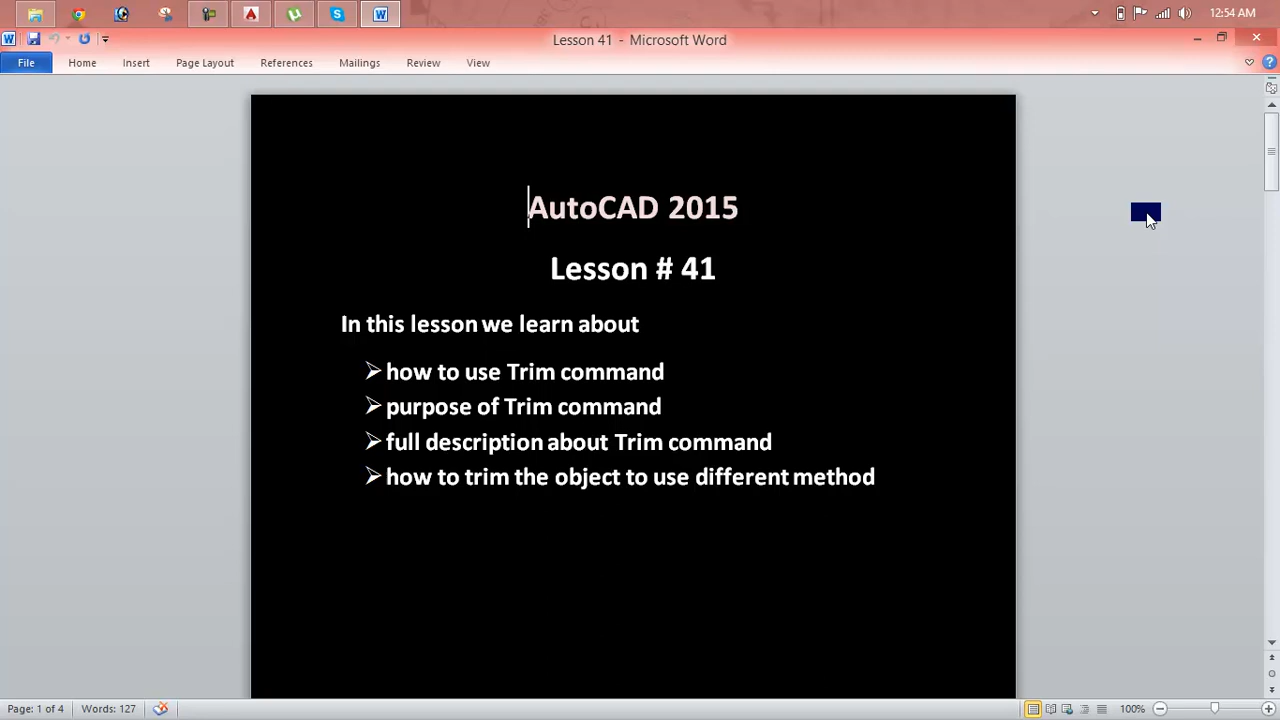 12:54 AM
Lesson 41 - Microsoft Word
File Home Insert Page Layout References Mailings Review View
AutoCAD 2015
Lesson # 41
In this lesson we learn about
how to use Trim command
purpose of Trim command
full description about Trim command
how to trim the object to use different method
Page: 1 of 4 Words: 127 100%